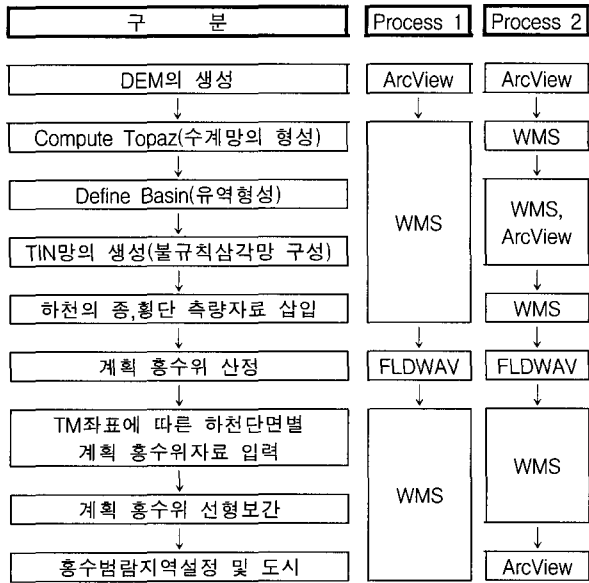 구 분 Process 1 Process 2
DEM의 생성 ArcView ArcView
Compute Topaz(수계망의 형성) WMS
Define Basin(유역형성)
WMS
WMS,
ArcView
TIN망의 생성(불규칙삼각망 구성)
하천의 종,횡단 측량자료 삽입 WMS
계획 홍수위 산정 FLDWAV FLDWAV
TM좌표에 따른 하천단면별
계획 홍수위자료 입력
WMS
WMS
계획 홍수위 선형보간
홍수범람지역설정 및 도시 ArcView